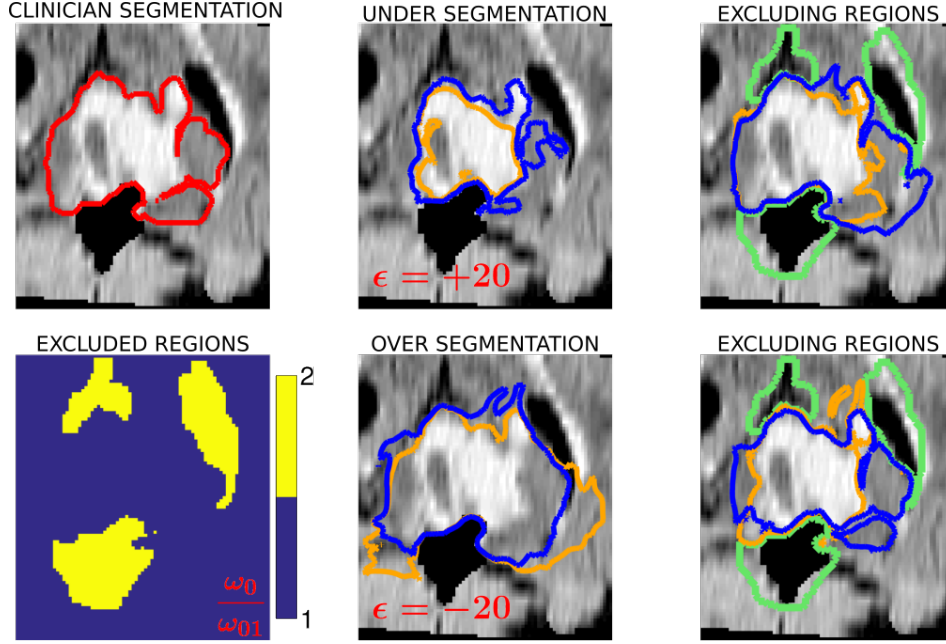 CLINICIAN SEGMENTATION
UNDER SEGMENTATION
EXCLUDING REGIONS
ϵ = +20
EXCLUDED REGIONS
OVER SEGMENTATION
EXCLUDING REGIONS
2
1
ω₀
ω₀₁
ϵ = −20